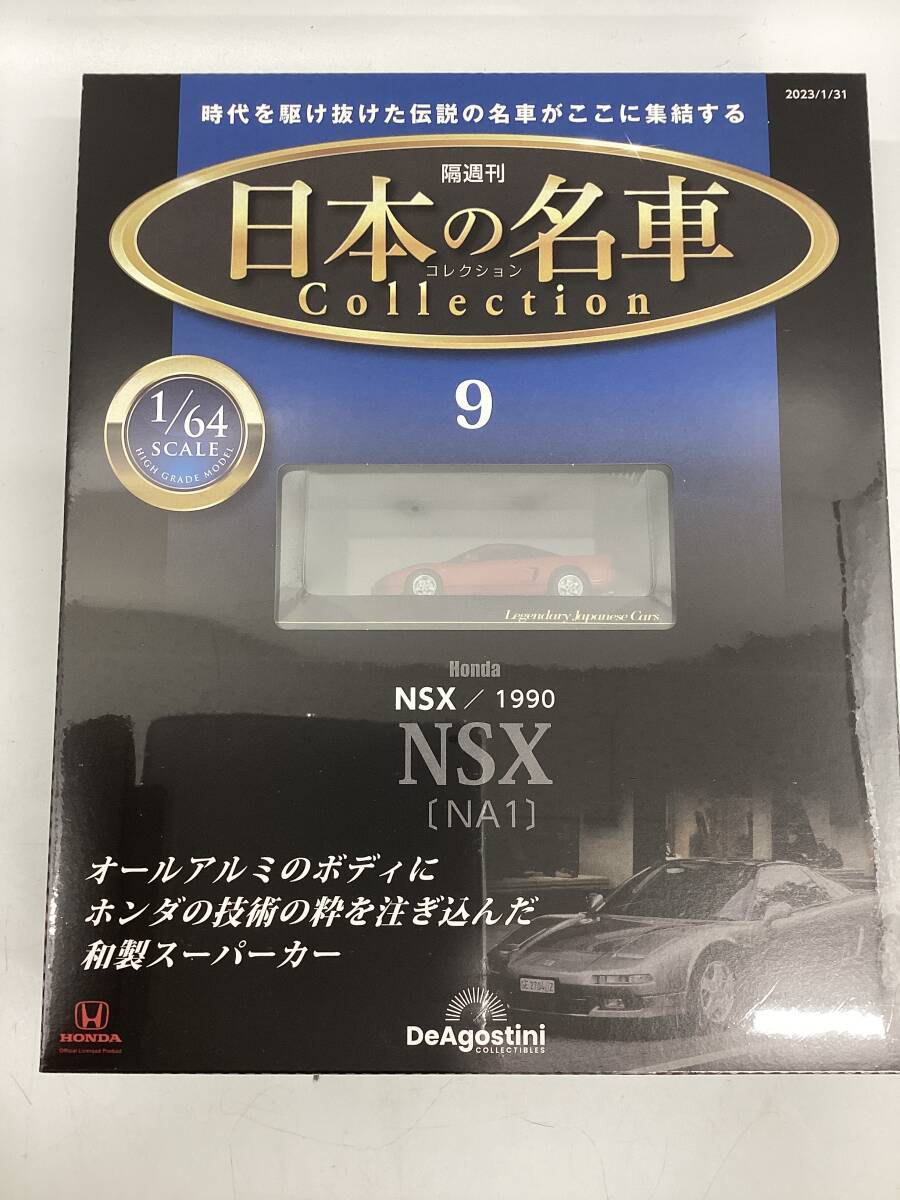 2023/1/31
時代を駆け抜けた伝説の名車がここに集結する
隔週刊
日本の名車
コレクション
Collection
1/64
SCALE
HIGH GRADE MODEL
9
Legendary Japanese Cars
Honda
NSX / 1990
NSX
〔NA1〕
オールアルミのボディに
ホンダの技術の粋を注ぎ込んだ
和製スーパーカー
HONDA
Official Licensed Product
DeAgostini
COLLECTIBLES